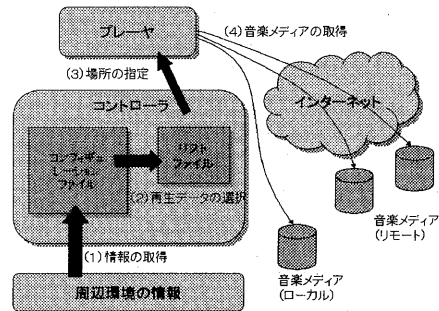 プレーヤ
(4)音楽メディアの取得
(3)場所の指定
コントローラ
インターネット
コンフィギュ
レーション
ファイル
リスト
ファイル
(2)再生データの選択
音楽メディア
(リモート)
(1)情報の取得
音楽メディア
(ローカル)
周辺環境の情報